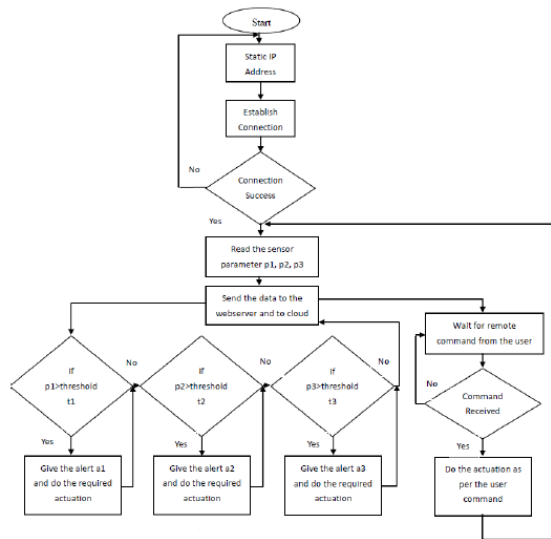 Start
Static IP
Address
Establish
Connection
No
Connection
Success
Yes
Read the sensor
parameter p1, p2, p3
Send the data to the
webserver and to cloud
Wait for remote
command from the user
If
p1>threshold
t1
No
If
p2>threshold
t2
No
If
p3>threshold
t3
No
No
Command
Received
Yes
Yes
Yes
Yes
Give the alert a1
and do the required
actuation
Give the alert a2
and do the required
actuation
Give the alert a3
and do the required
actuation
Do the actuation as
per the user
command